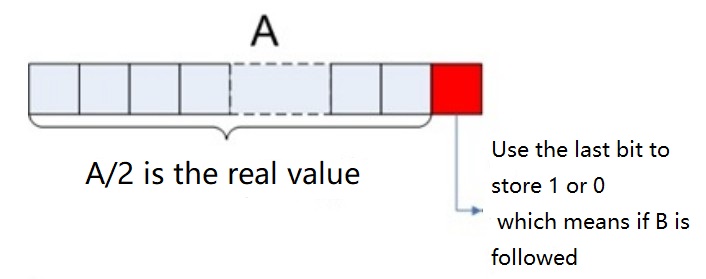 A
A/2 is the real value
Use the last bit to
store 1 or 0
which means if B is
followed